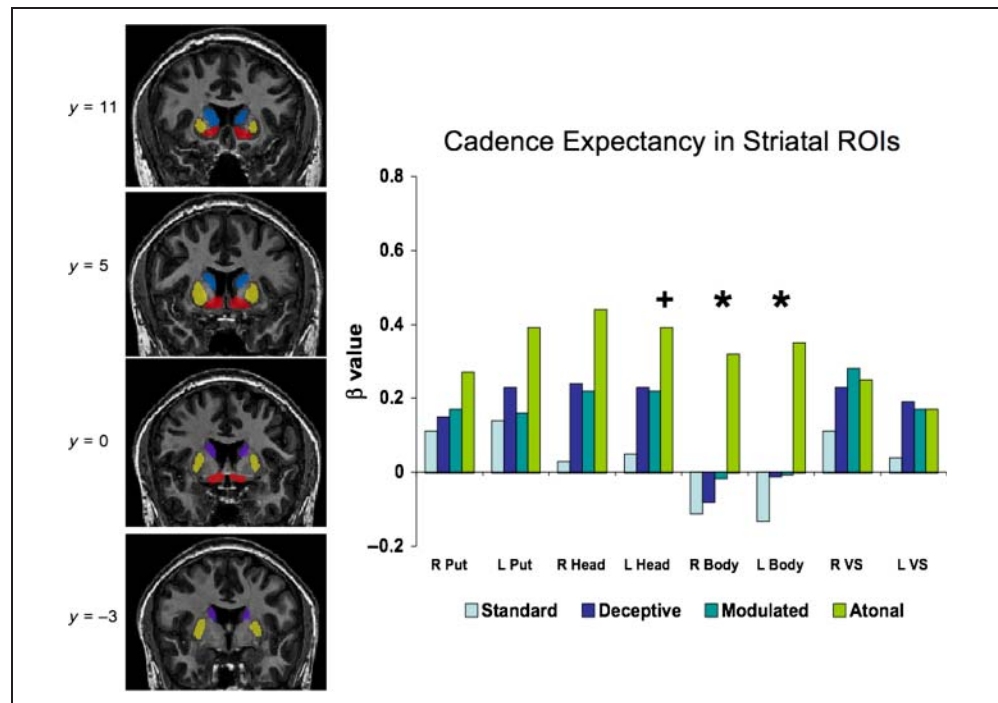 y = 11
y = 5
y = 0
y = −3
Cadence Expectancy in Striatal ROIs
β value
0.8
0.6
0.4
0.2
0
−0.2
+ * *
R Put L Put R Head L Head R Body L Body R VS L VS
Standard Deceptive Modulated Atonal